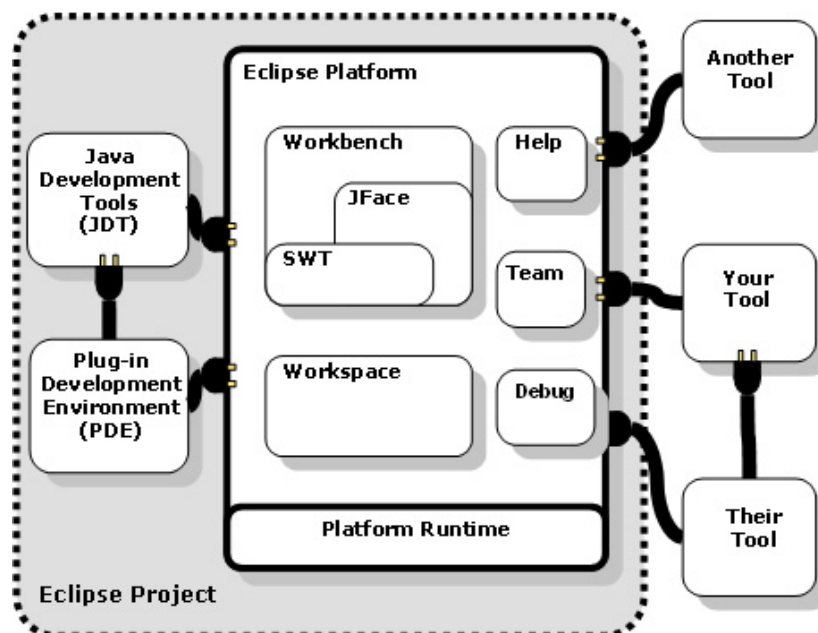 Eclipse Platform
Another
Tool
Workbench
Help
Java
Development
Tools
(JDT)
JFace
SWT
Team
Your
Tool
Plug-in
Development
Environment
(PDE)
Workspace
Debug
Their
Tool
Platform Runtime
Eclipse Project